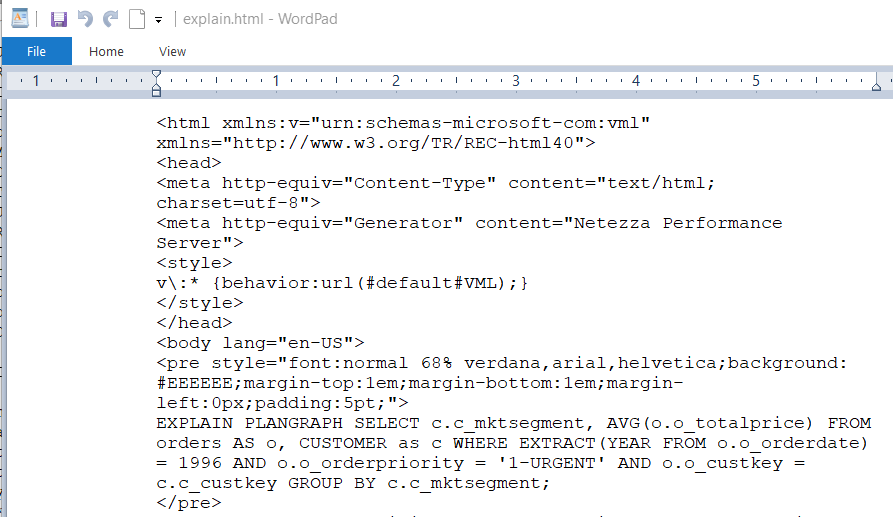 explain.html - WordPad
File Home View
1 1 2 3 4 5
<html xmlns:v="urn:schemas-microsoft-com:vml"
xmlns="http://www.w3.org/TR/REC-html40">
<head>
<meta http-equiv="Content-Type" content="text/html;
charset=utf-8">
<meta http-equiv="Generator" content="Netezza Performance
Server">
<style>
v\:* {behavior:url(#default#VML);}
</style>
</head>
<body lang="en-US">
<pre style="font:normal 68% verdana,arial,helvetica;background:
#EEEEEE;margin-top:1em;margin-bottom:1em;margin-
left:0px;padding:5pt;">
EXPLAIN PLANGRAPH SELECT c.c_mktsegment, AVG(o.o_totalprice) FROM
orders AS o, CUSTOMER as c WHERE EXTRACT(YEAR FROM o.o_orderdate)
= 1996 AND o.o_orderpriority = '1-URGENT' AND o.o_custkey =
c.c_custkey GROUP BY c.c_mktsegment;
</pre>